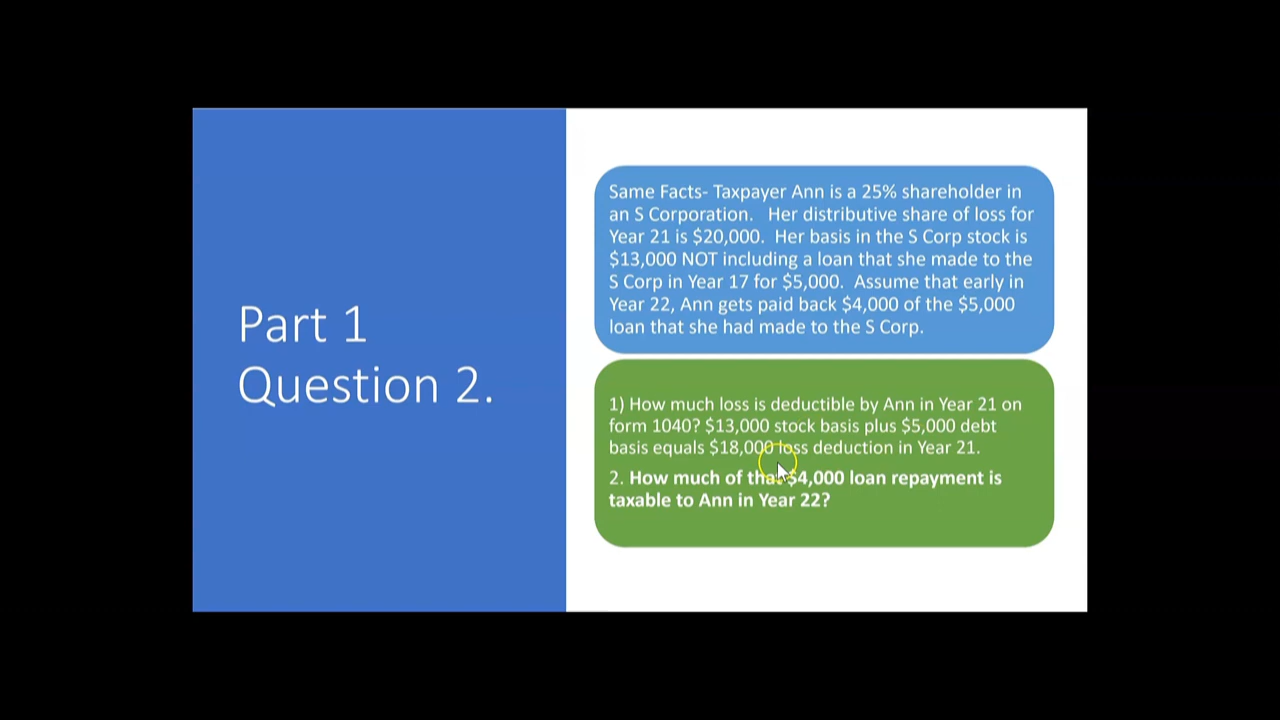 Part 1
Question 2.
Same Facts- Taxpayer Ann is a 25% shareholder in
an S Corporation. Her distributive share of loss for
Year 21 is $20,000. Her basis in the S Corp stock is
$13,000 NOT including a loan that she made to the
S Corp in Year 17 for $5,000. Assume that early in
Year 22, Ann gets paid back $4,000 of the $5,000
loan that she had made to the S Corp.
1) How much loss is deductible by Ann in Year 21 on
form 1040? $13,000 stock basis plus $5,000 debt
basis equals $18,000 loss deduction in Year 21.
2. How much of that $4,000 loan repayment is
taxable to Ann in Year 22?